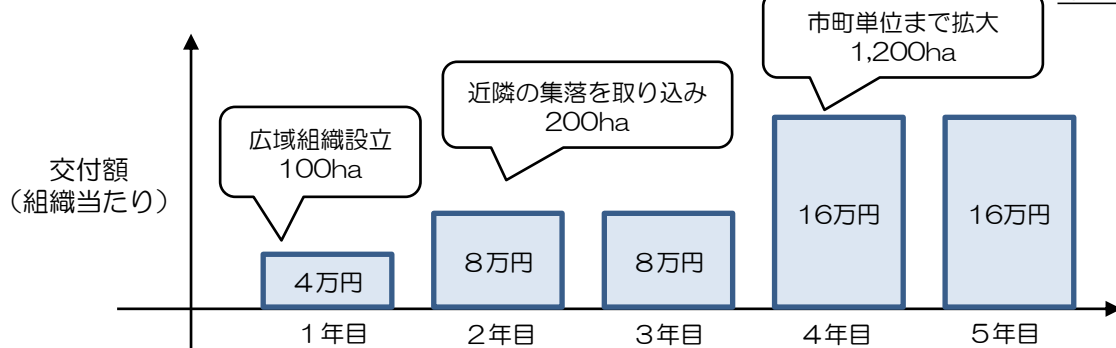 市町単位まで拡大
1,200ha
近隣の集落を取り込み
200ha
広域組織設立
100ha
交付額
（組織当たり）
4万円
8万円
8万円
16万円
16万円
1年目
2年目
3年目
4年目
5年目